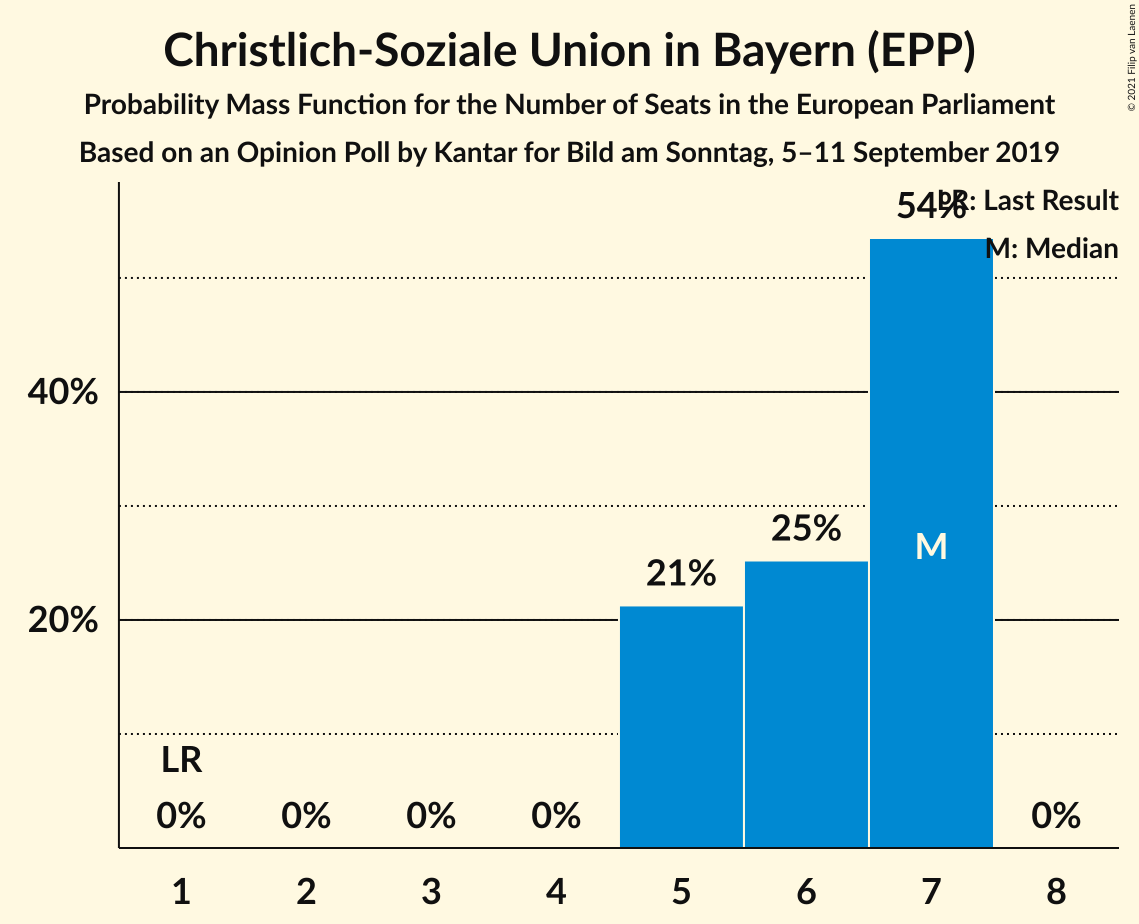 Christlich-Soziale Union in Bayern (EPP)
Probability Mass Function for the Number of Seats in the European Parliament
Based on an Opinion Poll by Kantar for Bild am Sonntag, 5–11 September 2019
© 2021 Filip van Laenen
LR: Last Result
M: Median
54%
40%
25%
M
21%
20%
LR
0% 0% 0% 0% 0%
1 2 3 4 5 6 7 8